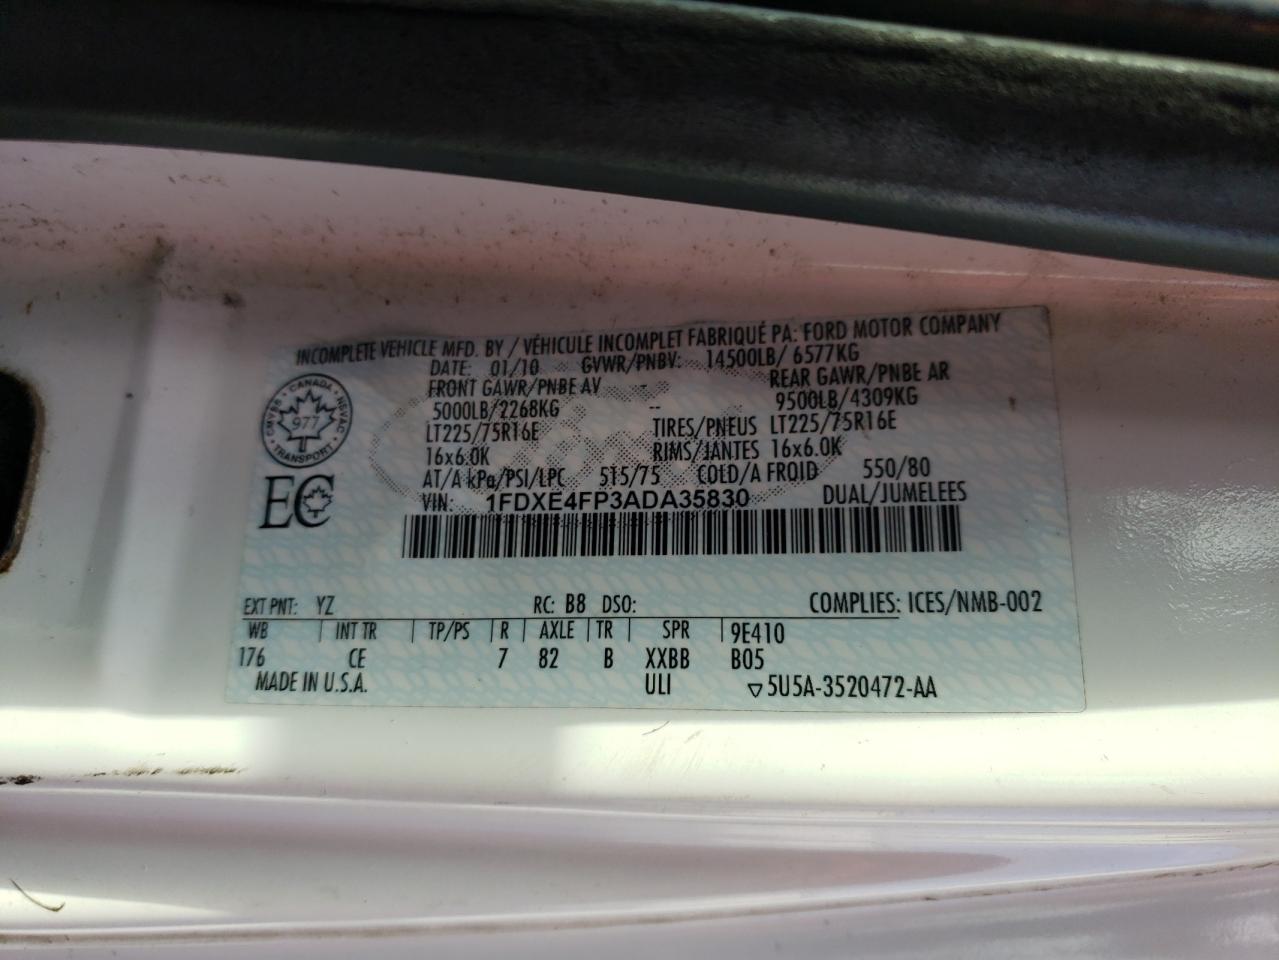 INCOMPLETE VEHICLE MFD. BY / VÉHICULE INCOMPLET FABRIQUÉ PA: FORD MOTOR COMPANY
DATE: 01/10 GVWR/PNBV: 14500LB/ 6577KG
FRONT GAWR/PNBE AV -- REAR GAWR/PNBE AR
5000LB/2268KG -- 9500LB/4309KG
LT225/75R16E TIRES/PNEUS LT225/75R16E
16x6.0K RIMS/JANTES 16x6.0K
AT/A kPa/PSI/LPC 515/75 COLD/A FROID 550/80
VIN: 1FDXE4FP3ADA35830 DUAL/JUMELEES
CANADA
CMVSS NSVAC
977
TRANSPORT
EC
EXT PNT: YZ RC: B8 DSO: COMPLIES: ICES/NMB-002
WB INT TR TP/PS R AXLE TR SPR 9E410
176 CE 7 82 B XXBB B05
MADE IN U.S.A. ULI ▽5U5A-3520472-AA